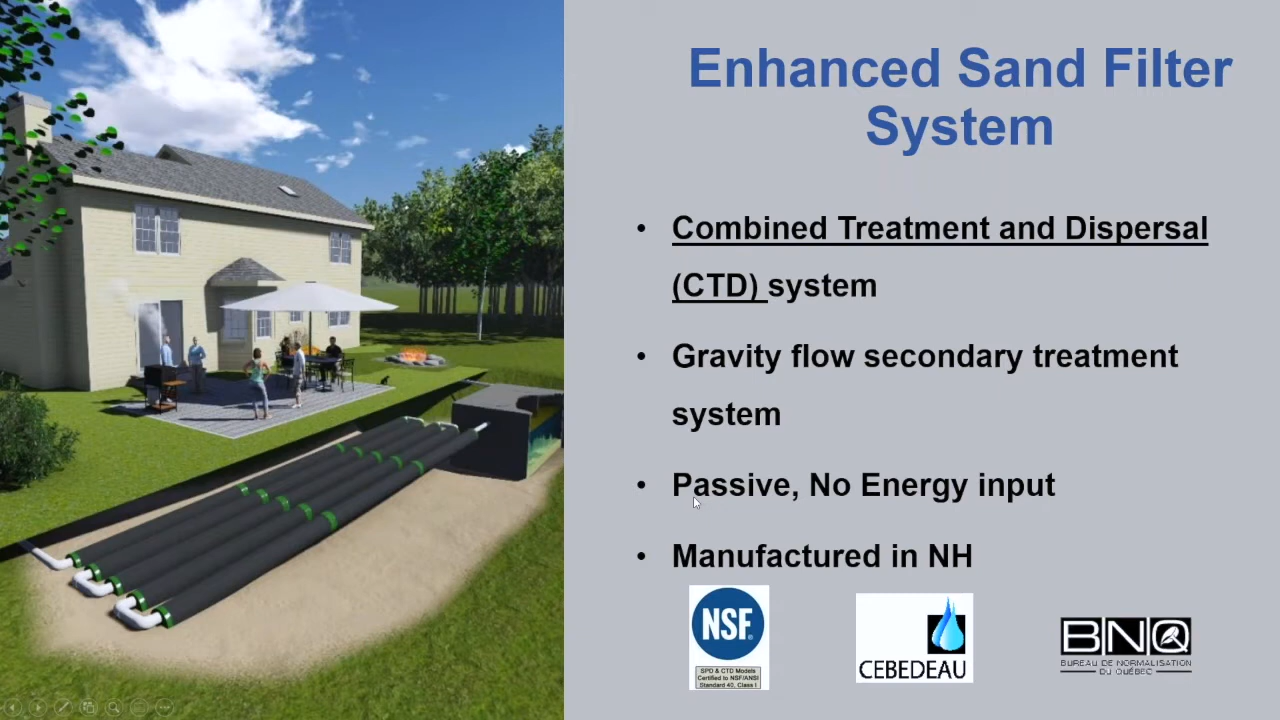 Enhanced Sand Filter
System
• Combined Treatment and Dispersal
(CTD) system
• Gravity flow secondary treatment
system
• Passive, No Energy input
• Manufactured in NH
NSF®
SPD & CTD Models
Certified to NSF/ANSI
Standard 40, Class I
CEBEDEAU
BNQ
BUREAU DE NORMALISATION
DU QUÉBEC